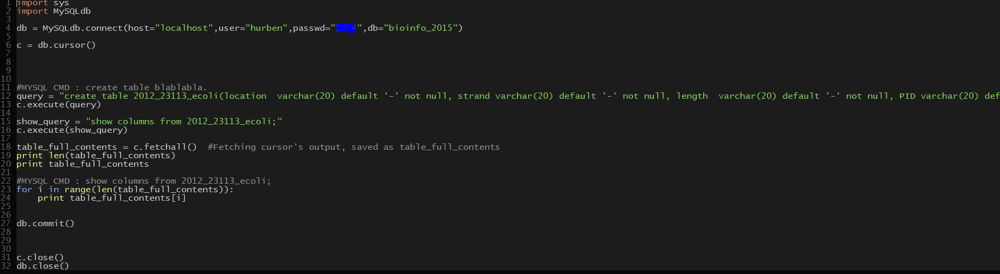 1 import sys
2 import MySQLdb
3
4 db = MySQLdb.connect(host="localhost",user="hurben",passwd="",db="bioinfo_2015")
5
6 c = db.cursor()
7
8
9
10
11 #MYSQL CMD : create table blablabla.
12 query = "create table 2012_23113_ecoli(location  varchar(20) default '-' not null, strand varchar(20) default '-' not null, length  varchar(20) default '-' not null, PID varchar(20) def
13 c.execute(query)
14
15 show_query = "show columns from 2012_23113_ecoli;"
16 c.execute(show_query)
17
18 table_full_contents = c.fetchall()  #Fetching cursor's output, saved as table_full_contents
19 print len(table_full_contents)
20 print table_full_contents
21
22 #MYSQL CMD : show columns from 2012_23113_ecoli;
23 for i in range(len(table_full_contents)):
24     print table_full_contents[i]
25
26
27 db.commit()
28
29
30
31 c.close()
32 db.close()